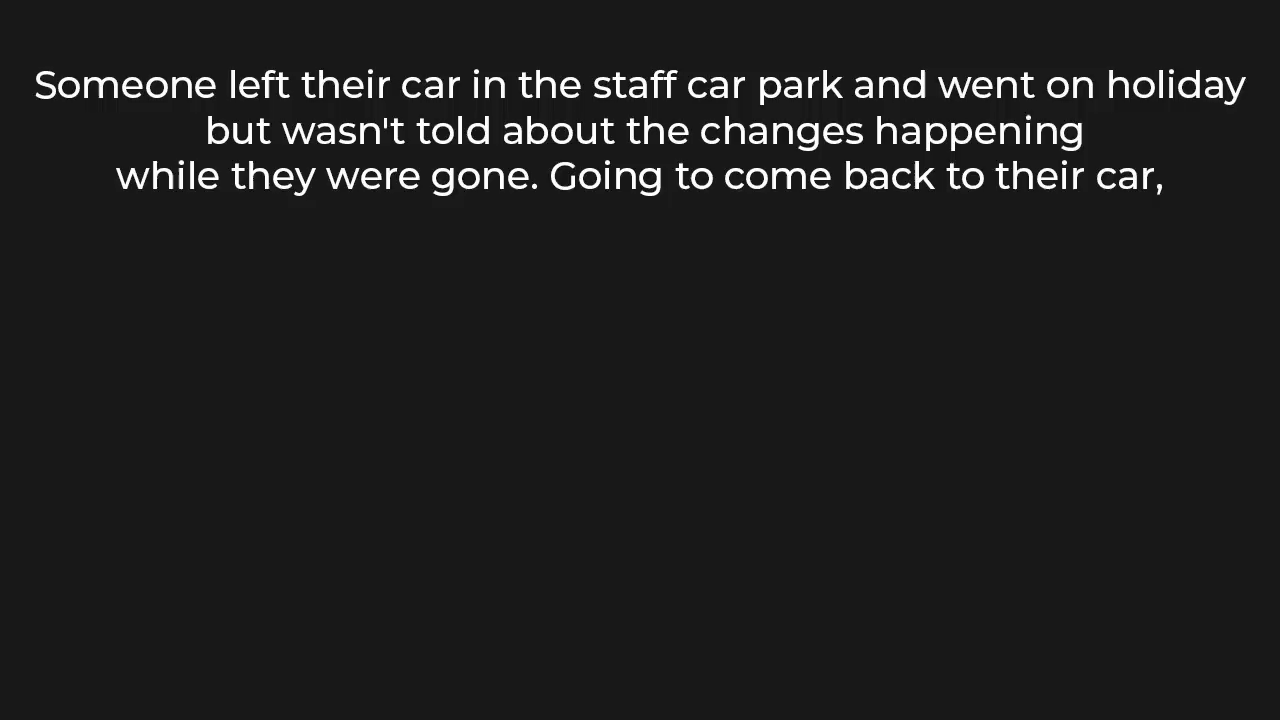 Someone left their car in the staff car park and went on holiday
but wasn't told about the changes happening
while they were gone. Going to come back to their car,